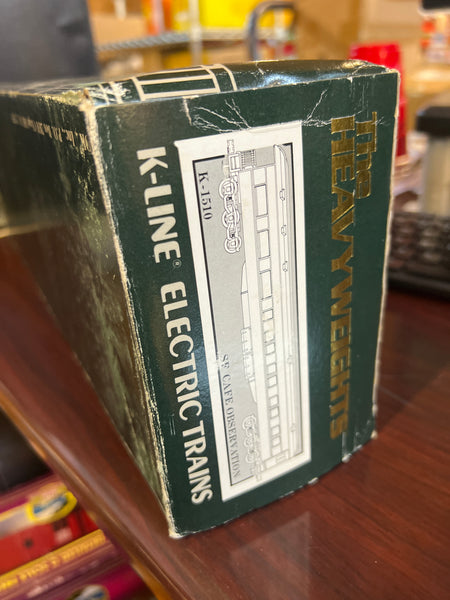 The
HEAVYWEIGHTS
K-1510
SF CAFE OBSERVATION
K-LINE® ELECTRIC TRAINS